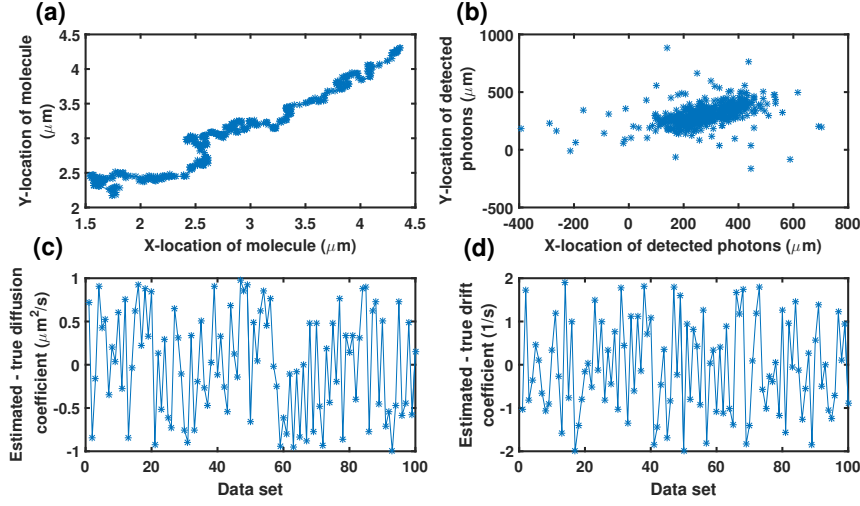 (a)
4.5
4
3.5
3
2.5
2
1.5 2 2.5 3 3.5 4 4.5
Y-location of molecule
(μm)
X-location of molecule (μm)
(b)
1000
500
0
-500
-400 -200 0 200 400 600 800
Y-location of detected
photons (μm)
X-location of detected photons (μm)
(c)
1
0.5
0
-0.5
-1
0 20 40 60 80 100
Estimated - true diffusion
coefficient (μm²/s)
Data set
(d)
2
1
0
-1
-2
0 20 40 60 80 100
Estimated - true drift
coefficient (1/s)
Data set